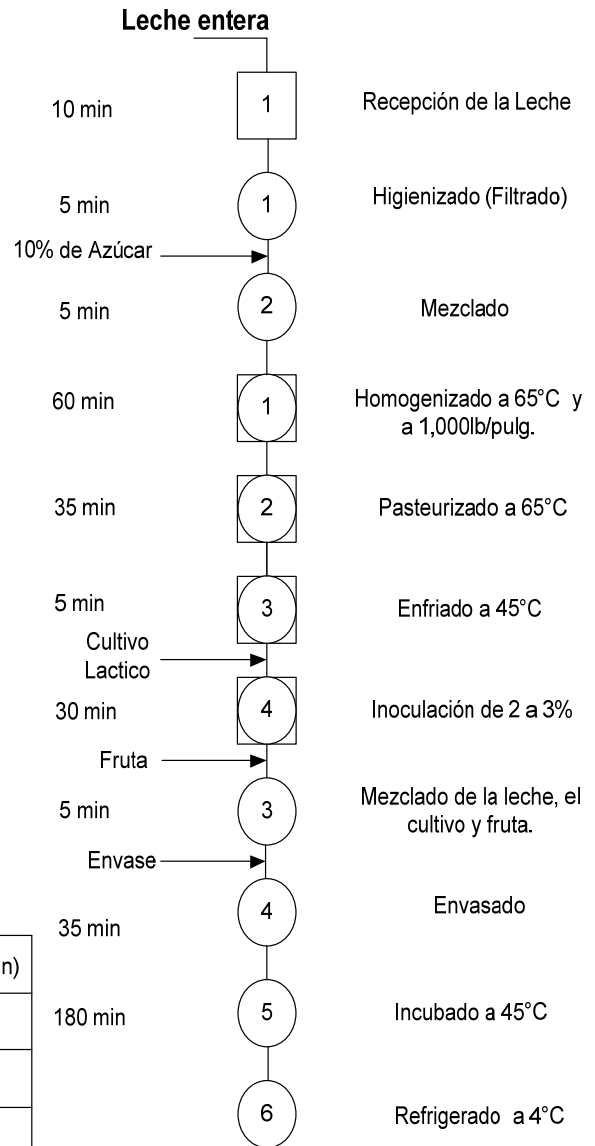 Leche entera
10 min
1
Recepción de la Leche
5 min
1
Higienizado (Filtrado)
10% de Azúcar
5 min
2
Mezclado
60 min
1
Homogenizado a 65°C y
a 1,000lb/pulg.
35 min
2
Pasteurizado a 65°C
5 min
3
Enfriado a 45°C
Cultivo
Lactico
30 min
4
Inoculación de 2 a 3%
Fruta
5 min
3
Mezclado de la leche, el
cultivo y fruta.
Envase
35 min
4
Envasado
n)
180 min
5
Incubado a 45°C
6
Refrigerado a 4°C